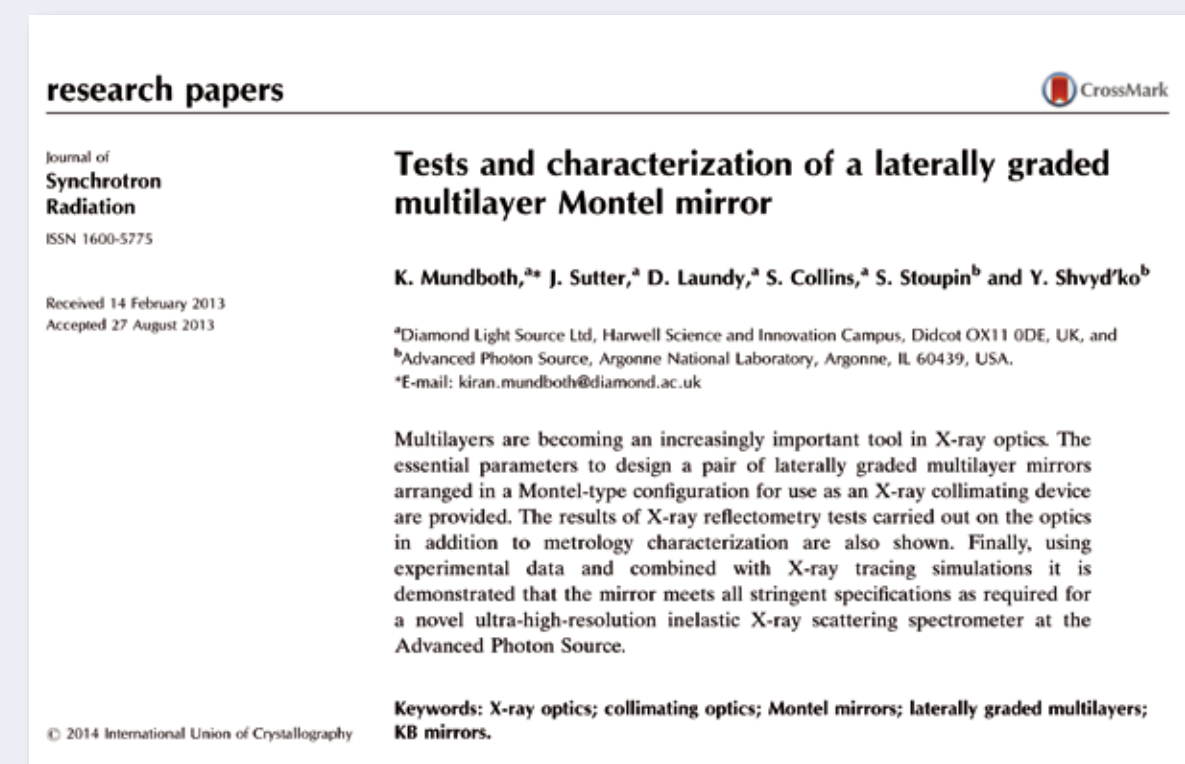 research papers
CrossMark
Journal of
Synchrotron
Radiation
ISSN 1600-5775
Received 14 February 2013
Accepted 27 August 2013
© 2014 International Union of Crystallography
Tests and characterization of a laterally graded
multilayer Montel mirror
K. Mundboth,a* J. Sutter,a D. Laundy,a S. Collins,a S. Stoupinb and Y. Shvyd'kob
aDiamond Light Source Ltd, Harwell Science and Innovation Campus, Didcot OX11 0DE, UK, and
bAdvanced Photon Source, Argonne National Laboratory, Argonne, IL 60439, USA.
*E-mail: kiran.mundboth@diamond.ac.uk
Multilayers are becoming an increasingly important tool in X-ray optics. The
essential parameters to design a pair of laterally graded multilayer mirrors
arranged in a Montel-type configuration for use as an X-ray collimating device
are provided. The results of X-ray reflectometry tests carried out on the optics
in addition to metrology characterization are also shown. Finally, using
experimental data and combined with X-ray tracing simulations it is
demonstrated that the mirror meets all stringent specifications as required for
a novel ultra-high-resolution inelastic X-ray scattering spectrometer at the
Advanced Photon Source.
Keywords: X-ray optics; collimating optics; Montel mirrors; laterally graded multilayers;
KB mirrors.